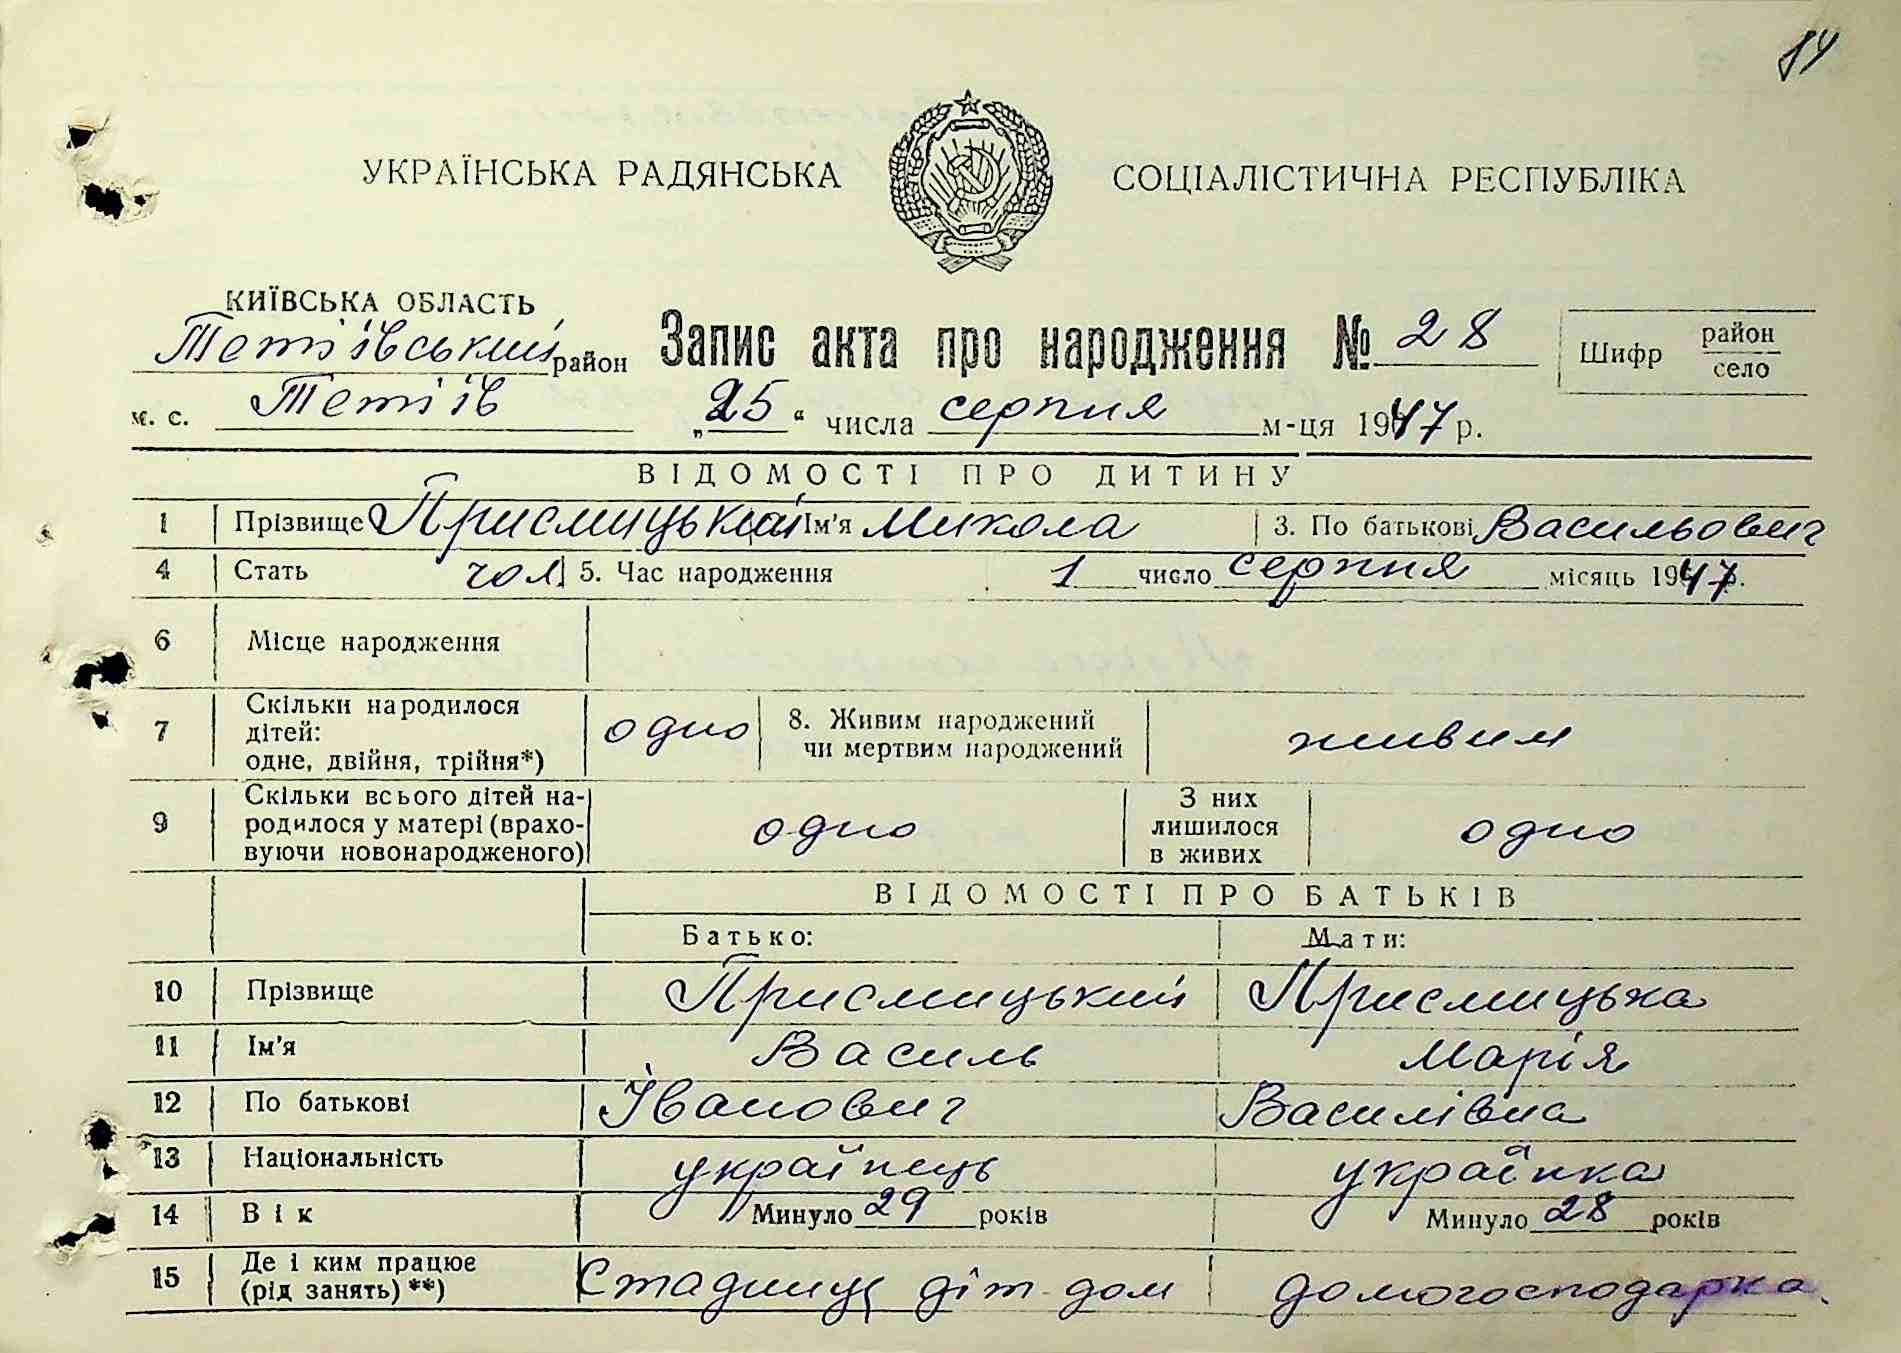 84
УКРАЇНСЬКА РАДЯНСЬКА СОЦІАЛІСТИЧНА РЕСПУБЛІКА
КИЇВСЬКА ОБЛАСТЬ
Тетіївський район Запис акта про народження № 28 Шифр район село
м. с. Тетіїв „25“ числа серпня м-ця 1947 р.
ВІДОМОСТІ ПРО ДИТИНУ
1 Прізвище Присмицький Ім'я Микола 3. По батькові Васильович
4 Стать чол 5. Час народження 1 число серпня місяць 1947 р.
6 Місце народження
7 Скільки народилося дітей: одне, двійня, трійня*) одно 8. Живим народжений чи мертвим народжений живим
9 Скільки всього дітей на-
родилося у матері (врахо-
вуючи новонародженого) одно З них лишилося в живих одно
ВІДОМОСТІ ПРО БАТЬКІВ
Батько: Мати:
10 Прізвище Присмицький Присмицька
11 Ім'я Василь Марія
12 По батькові Іванович Василівна
13 Національність українець українка
14 Вік Минуло 29 років Минуло 28 років
15 Де і ким працює (рід занять) **) Стадниц діт дом домогосподарка